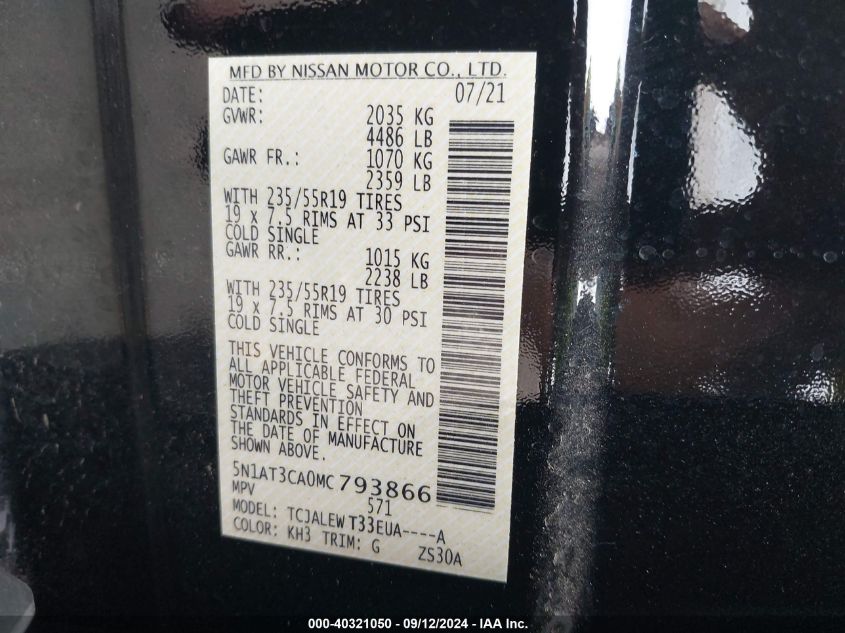 MFD BY NISSAN MOTOR CO., LTD.
DATE: 07/21
GVWR: 2035 KG
4486 LB
GAWR FR.: 1070 KG
2359 LB
WITH 235/55R19 TIRES
19 x 7.5 RIMS AT 33 PSI
COLD SINGLE
GAWR RR.: 1015 KG
2238 LB
WITH 235/55R19 TIRES
19 x 7.5 RIMS AT 30 PSI
COLD SINGLE
THIS VEHICLE CONFORMS TO
ALL APPLICABLE FEDERAL
MOTOR VEHICLE SAFETY AND
THEFT PREVENTION
STANDARDS IN EFFECT ON
THE DATE OF MANUFACTURE
SHOWN ABOVE.
5N1AT3CA0MC793866
MPV 571
MODEL: TCJALEW T33EUA----A
COLOR: KH3 TRIM: G ZS30A
000-40321050 - 09/12/2024 - IAA Inc.